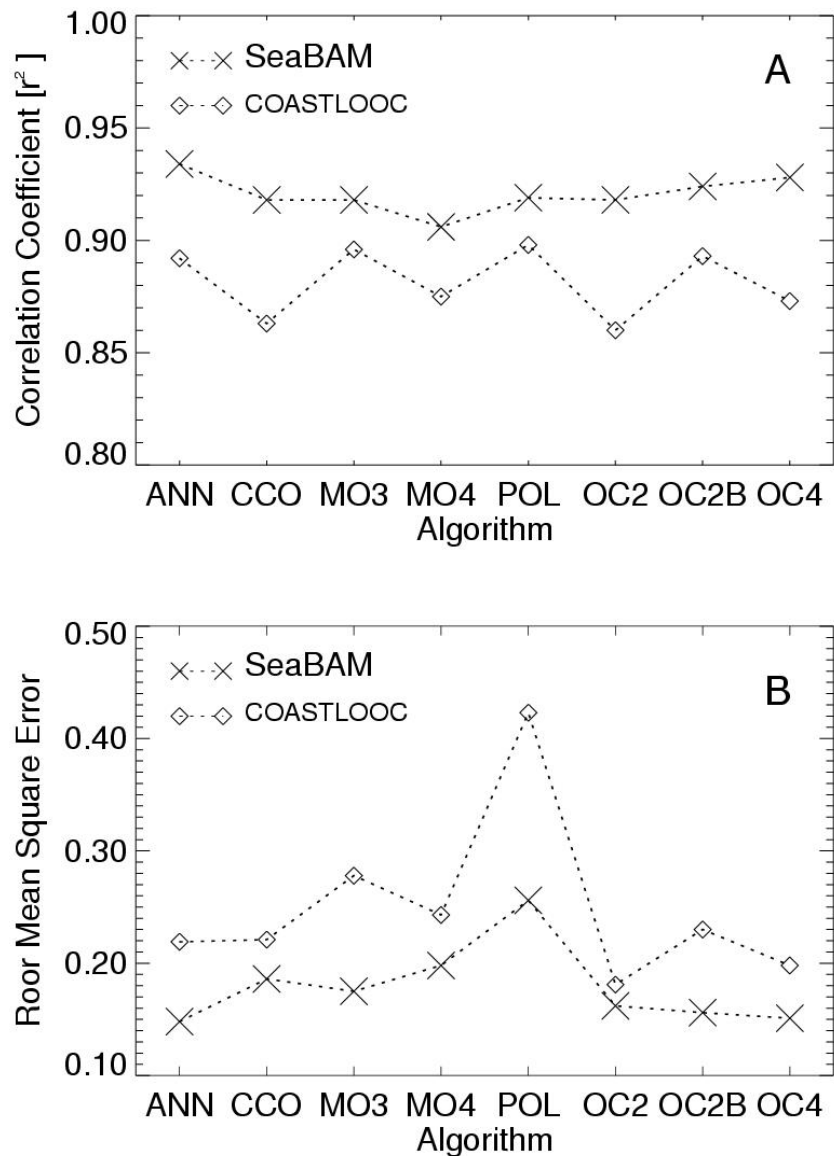 1.00
0.95
0.90
0.85
0.80
Correlation Coefficient [r²]
SeaBAM
COASTLOOC
A
ANN CCO MO3 MO4 POL OC2 OC2B OC4
Algorithm
0.50
0.40
0.30
0.20
0.10
Roor Mean Square Error
SeaBAM
COASTLOOC
B
ANN CCO MO3 MO4 POL OC2 OC2B OC4
Algorithm